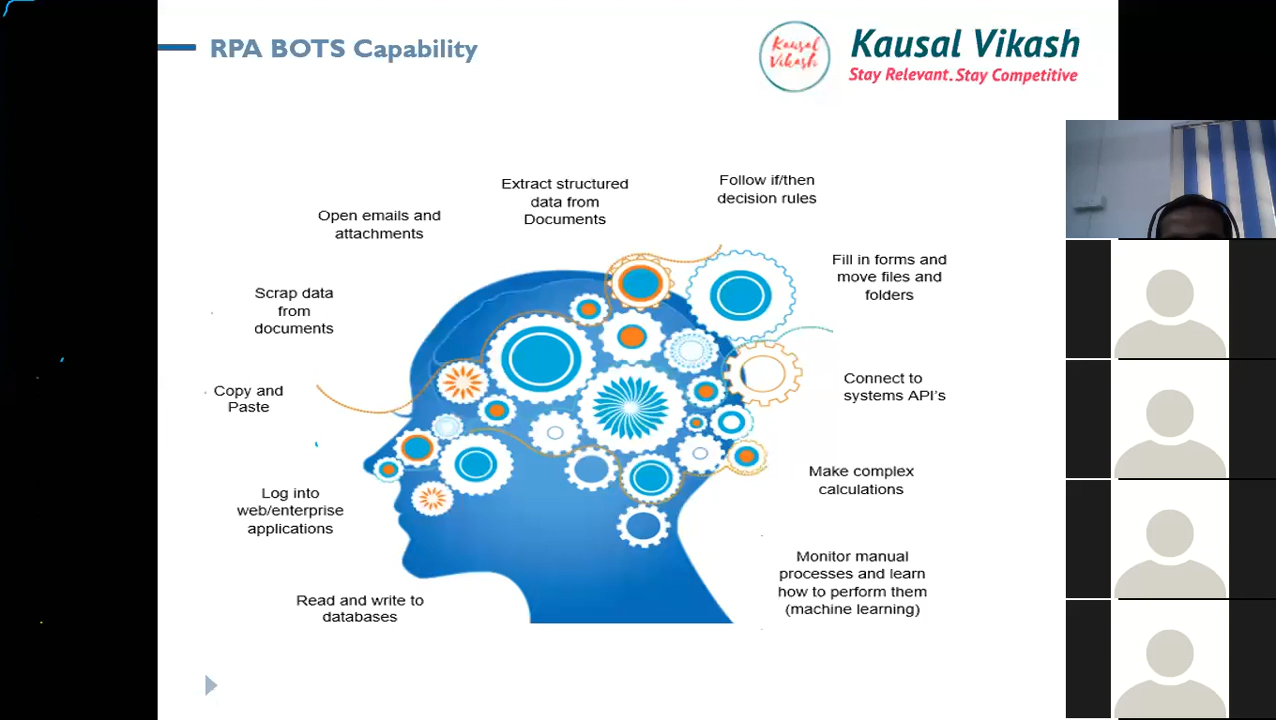 RPA BOTS Capability
Kausal
Vikash
Kausal Vikash
Stay Relevant. Stay Competitive
Extract structured
data from
Documents
Follow if/then
decision rules
Open emails and
attachments
Fill in forms and
move files and
folders
Scrap data
from
documents
Connect to
systems API's
Copy and
Paste
Make complex
calculations
Log into
web/enterprise
applications
Monitor manual
processes and learn
how to perform them
(machine learning)
Read and write to
databases